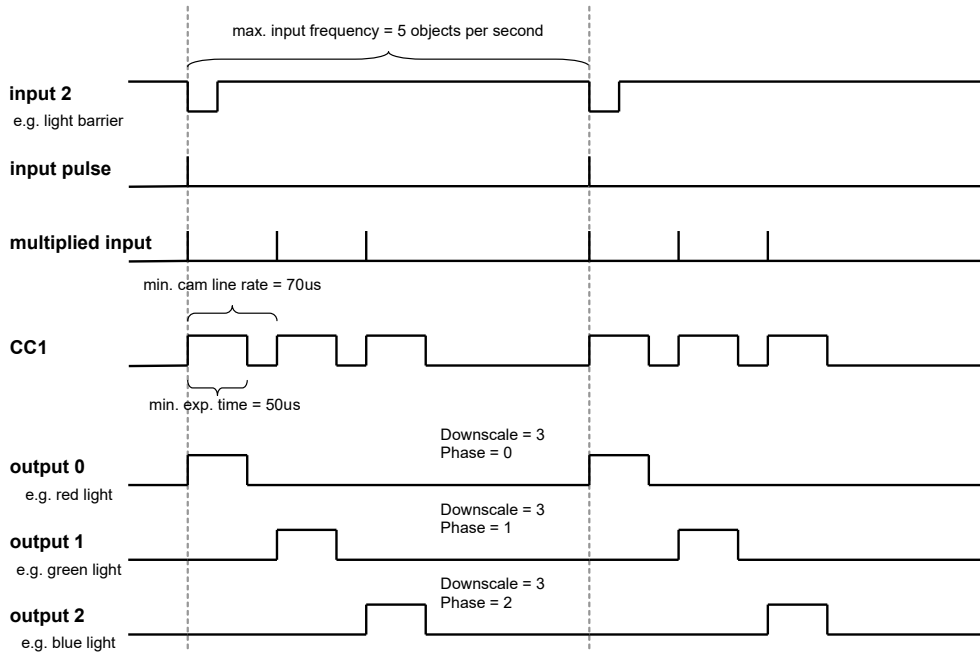 max. input frequency = 5 objects per second
input 2
e.g. light barrier
input pulse
multiplied input
min. cam line rate = 70us
CC1
min. exp. time = 50us
Downscale = 3
Phase = 0
output 0
e.g. red light
Downscale = 3
Phase = 1
output 1
e.g. green light
Downscale = 3
Phase = 2
output 2
e.g. blue light